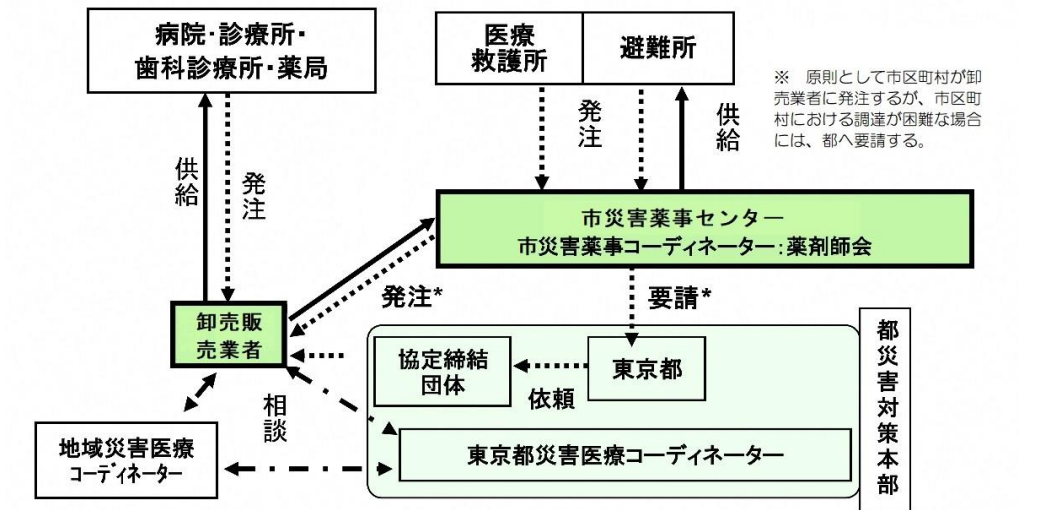 病院・診療所・
歯科診療所・薬局
医療
救護所
避難所
※　原則として市区町村が卸
売業者に発注するが、市区町
村における調達が困難な場合
には、都へ要請する。
供給
発注
発注
供給
市災害薬事センター
市災害薬事コーディネーター：薬剤師会
発注*
要請*
卸売販
売業者
協定締結
団体
依頼
東京都
都災害対策本部
相談
地域災害医療
コーディネーター
東京都災害医療コーディネーター